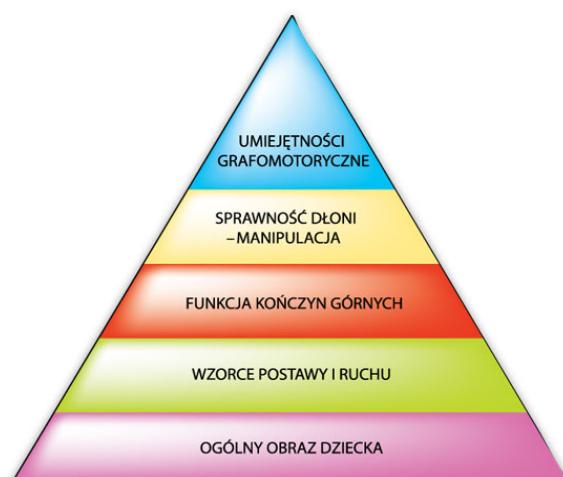 UMIEJĘTNOŚCI
GRAFOMOTORYCZNE
SPRAWNOŚĆ DŁONI
–MANIPULACJA
FUNKCJA KOŃCZYN GÓRNYCH
WZORCE POSTAWY I RUCHU
OGÓLNY OBRAZ DZIECKA